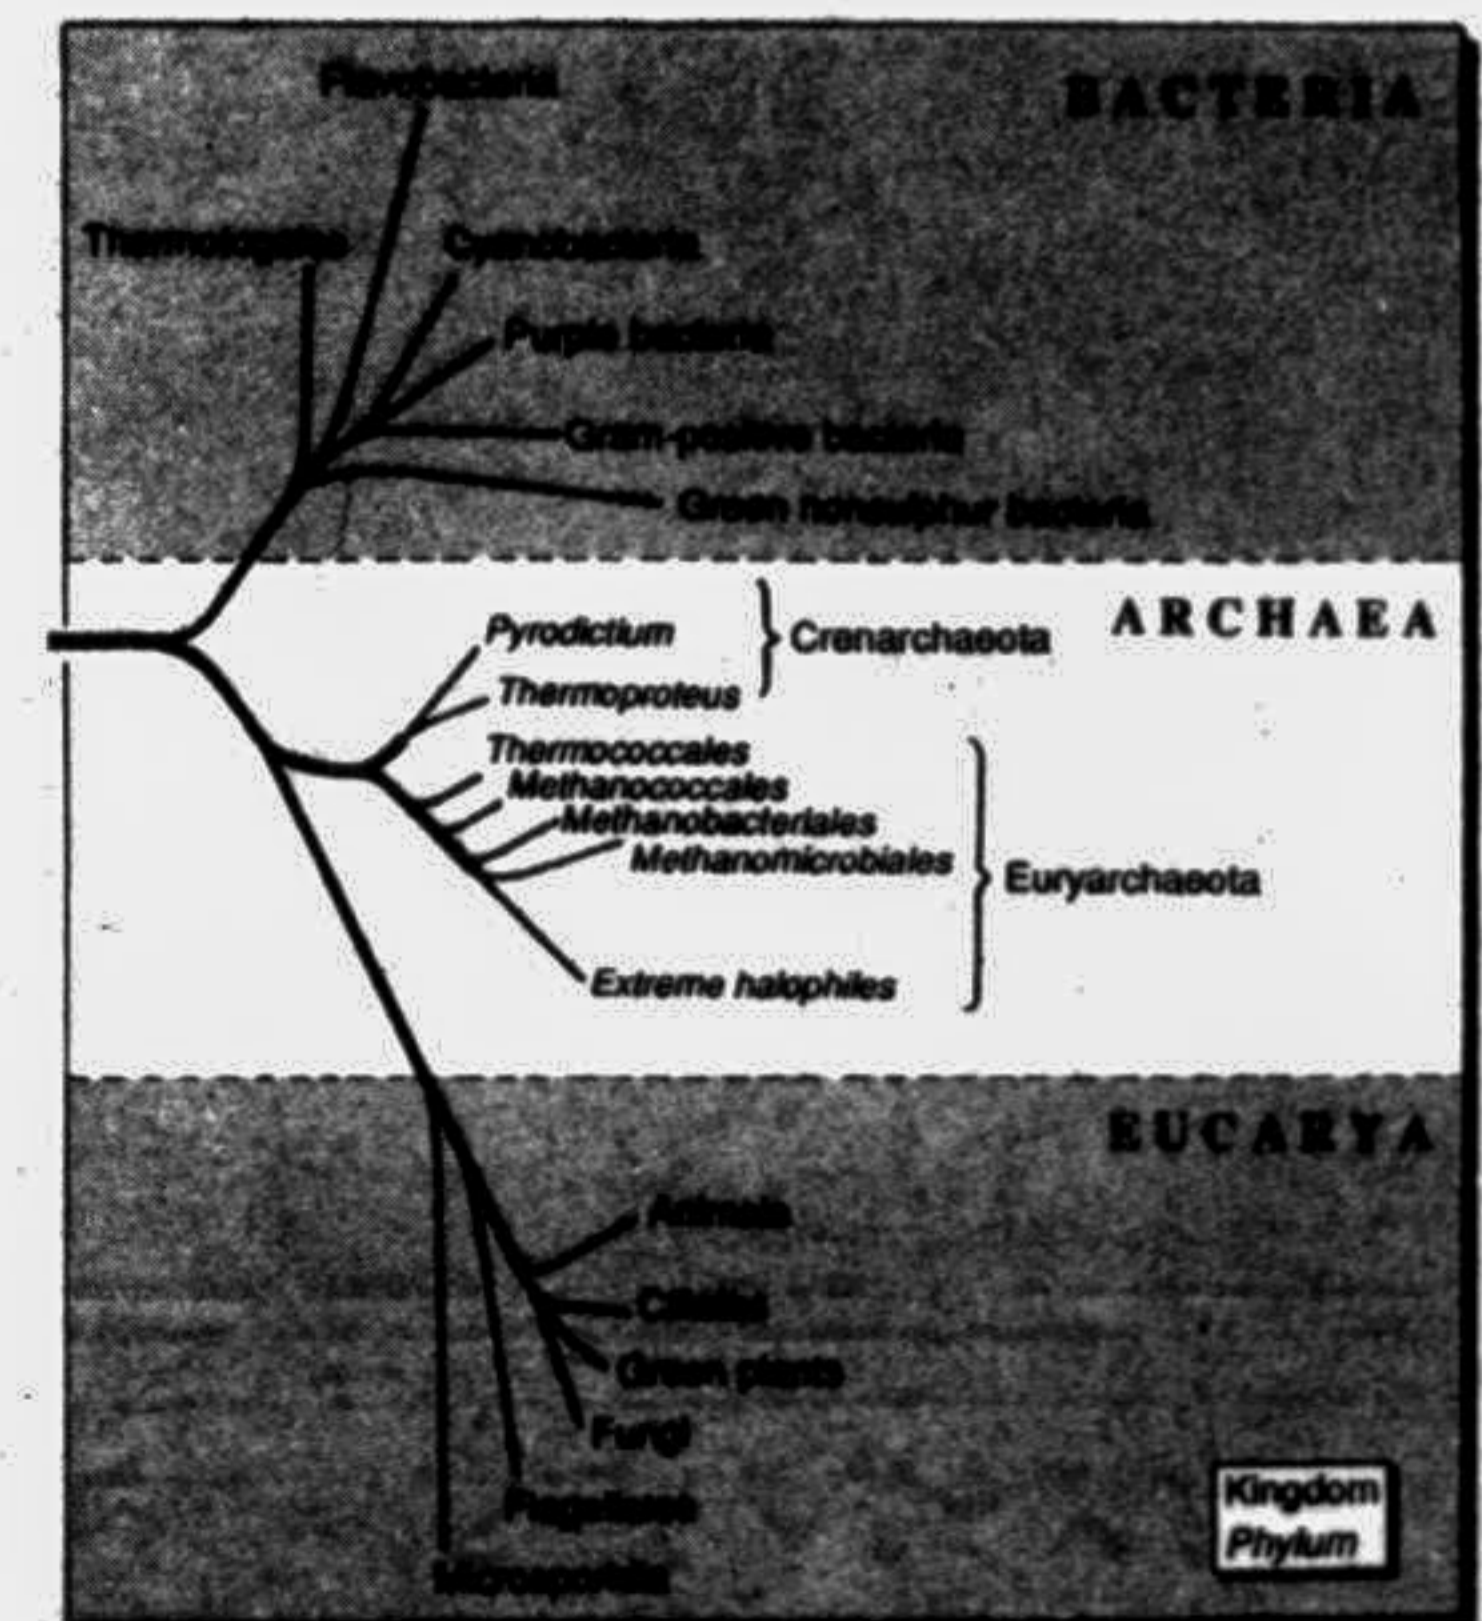 Flavobacteria
BACTERIA
Thermotogales
Cyanobacteria
Purple bacteria
Gram-positive bacteria
Green nonsulphur bacteria
ARCHAEA
Pyrodictium
Crenarchaeota
Thermoproteus
Thermococcales
Methanococcales
Methanobacteriales
Methanomicrobiales
Euryarchaeota
Extreme halophiles
EUCARYA
Animals
Ciliates
Green plants
Fungi
Flagellates
Microsporidia
Kingdom
Phylum